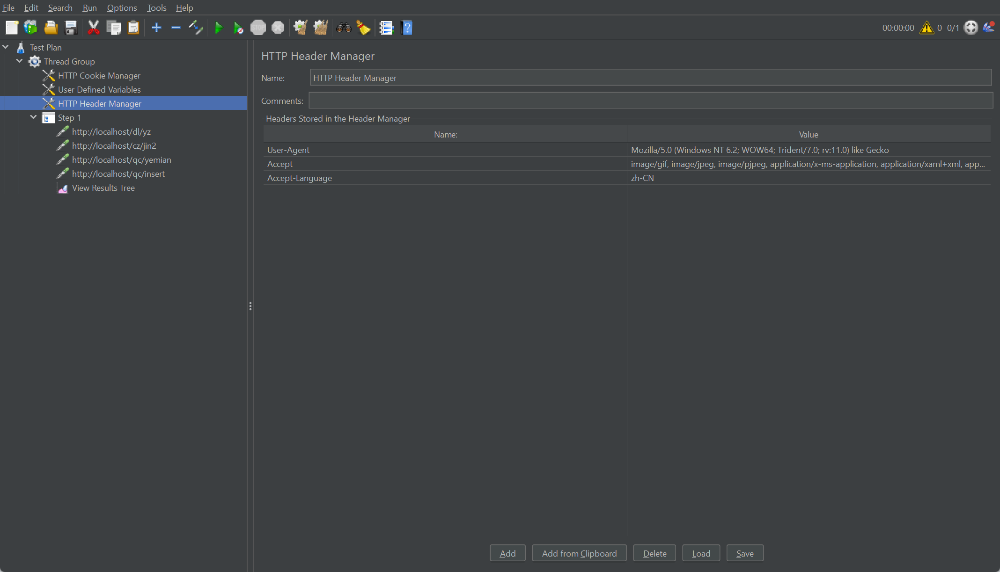 File Edit Search Run Options Tools Help
STOP
00:00:00 0 0/1
Test Plan
Thread Group
HTTP Cookie Manager
User Defined Variables
HTTP Header Manager
Step 1
http://localhost/dl/yz
http://localhost/cz/jin2
http://localhost/qc/yemian
http://localhost/qc/insert
View Results Tree
HTTP Header Manager
Name: HTTP Header Manager
Comments:
Headers Stored in the Header Manager
Name: Value
User-Agent Mozilla/5.0 (Windows NT 6.2; WOW64; Trident/7.0; rv:11.0) like Gecko
Accept image/gif, image/jpeg, image/pjpeg, application/x-ms-application, application/xaml+xml, app...
Accept-Language zh-CN
Add Add from Clipboard Delete Load Save